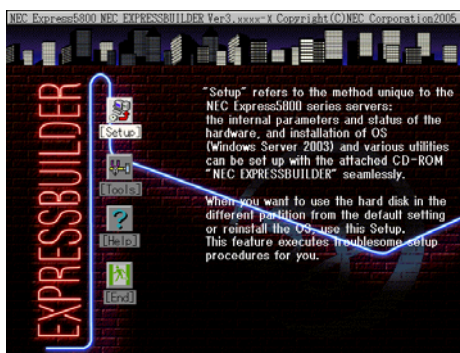 NEC Express5800 NEC EXPRESSBUILDER Ver3.xxxx-X Copyright(C)NEC Corporation2005
EXPRESSBUILDER
[Setup]
[Tools]
[Help]
[End]
"Setup" refers to the method unique to the
NEC Express5800 series servers:
the internal parameters and status of the
hardware, and installation of OS
(Windows Server 2003) and various utilities
can be set up with the attached CD-ROM
"NEC EXPRESSBUILDER" seamlessly.
When you want to use the hard disk in the
different partition from the default setting
or reinstall the OS, use this Setup.
This feature executes troublesome setup
procedures for you.